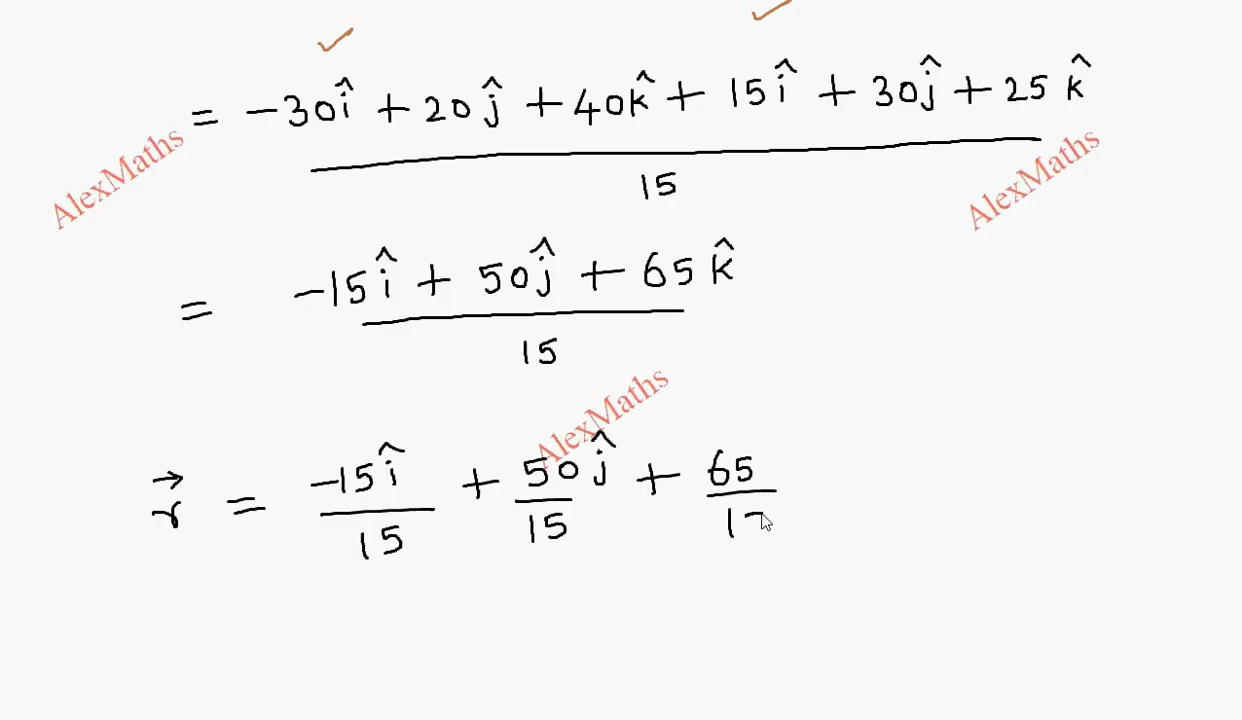 = -30î + 20ĵ + 40k̂ + 15î + 30ĵ + 25k̂
15
AlexMaths
AlexMaths
= -15î + 50ĵ + 65k̂
15
AlexMaths
r⃗ = -15î/15 + 50ĵ/15 + 65/1